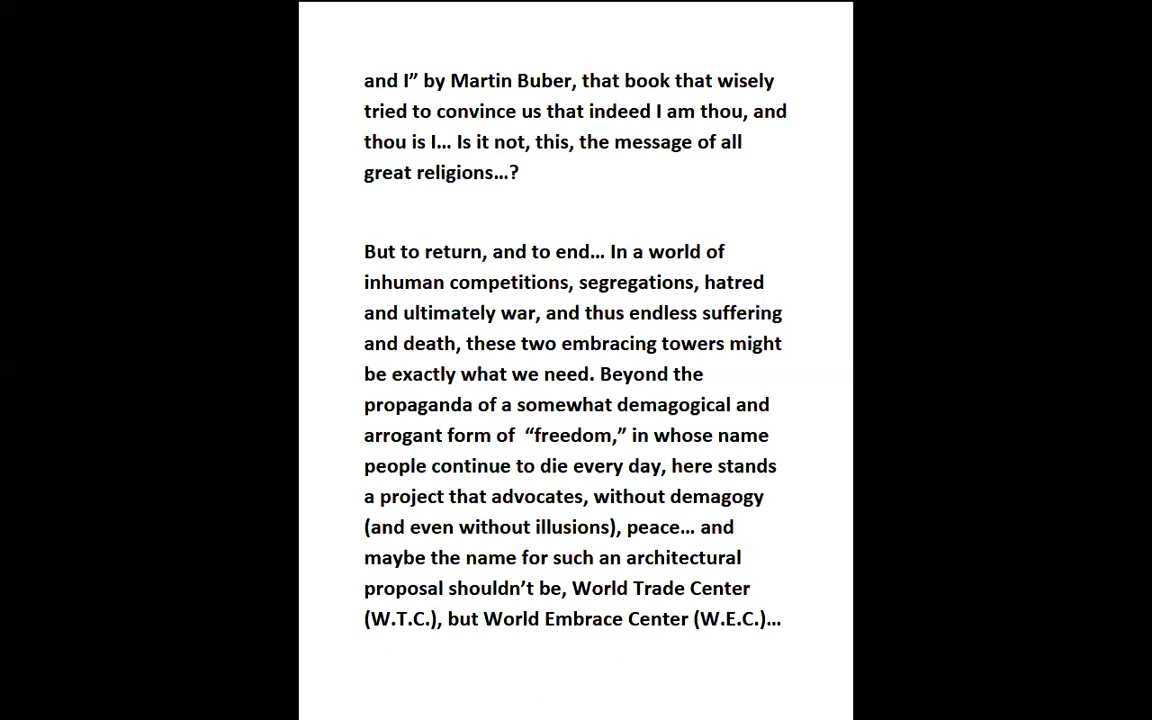 and I” by Martin Buber, that book that wisely
tried to convince us that indeed I am thou, and
thou is I… Is it not, this, the message of all
great religions…?
But to return, and to end… In a world of
inhuman competitions, segregations, hatred
and ultimately war, and thus endless suffering
and death, these two embracing towers might
be exactly what we need. Beyond the
propaganda of a somewhat demagogical and
arrogant form of  “freedom,” in whose name
people continue to die every day, here stands
a project that advocates, without demagogy
(and even without illusions), peace… and
maybe the name for such an architectural
proposal shouldn’t be, World Trade Center
(W.T.C.), but World Embrace Center (W.E.C.)…